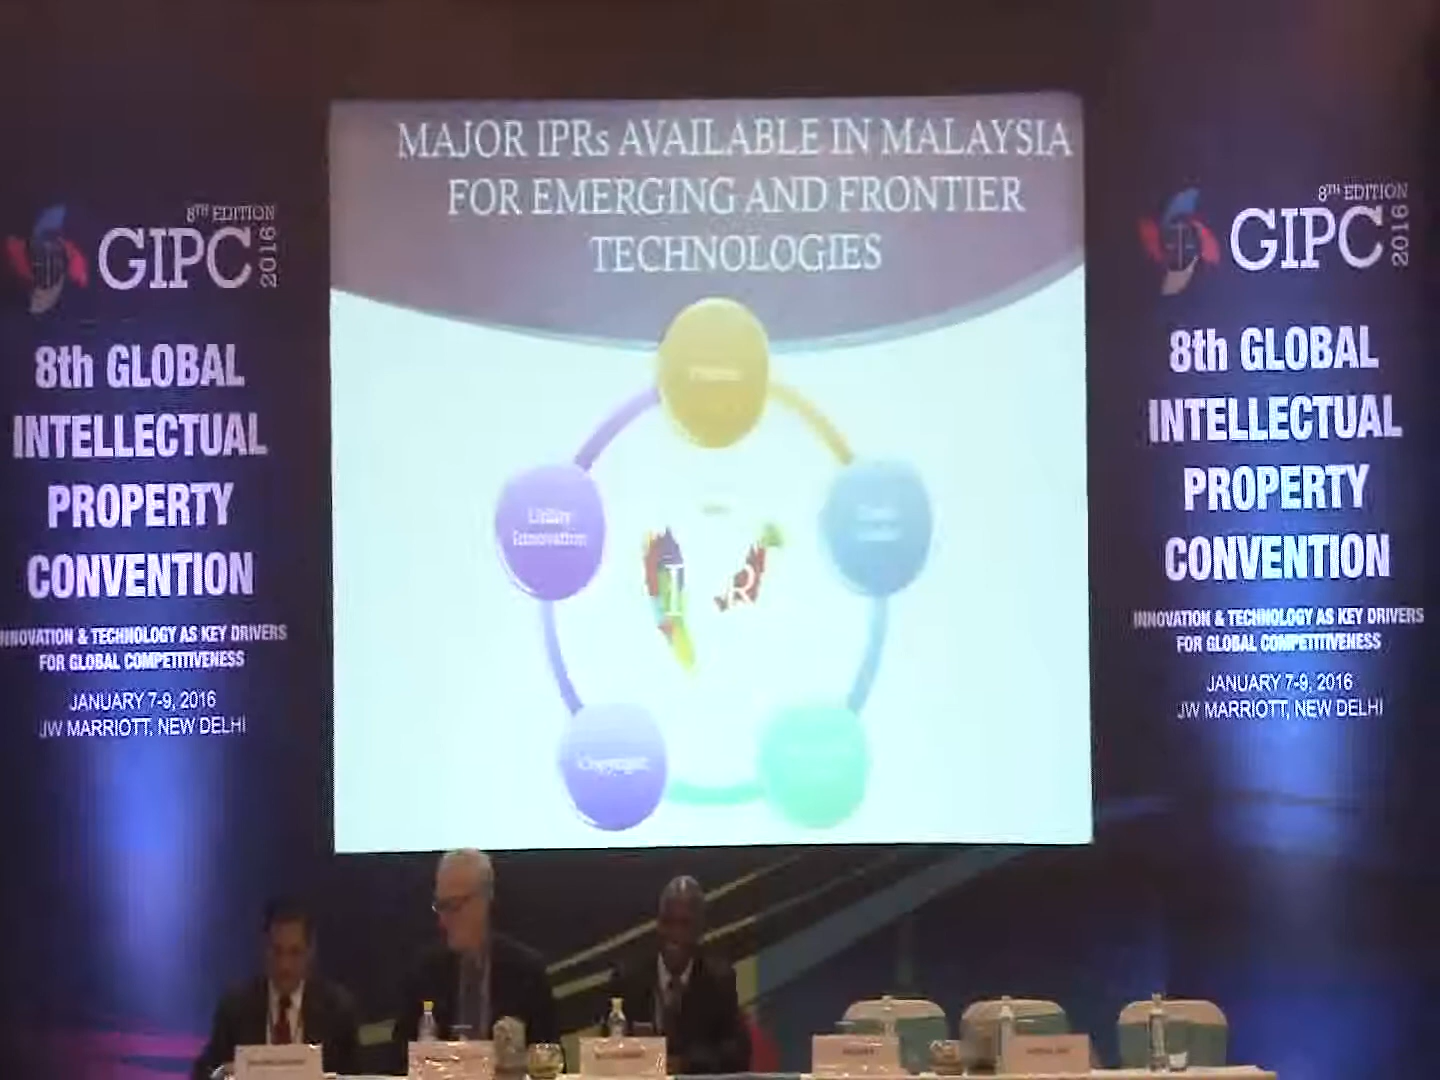 8TH EDITION
GIPC
2016
8th GLOBAL
INTELLECTUAL
PROPERTY
CONVENTION
INNOVATION & TECHNOLOGY AS KEY DRIVERS
FOR GLOBAL COMPETITIVENESS
JANUARY 7-9, 2016
JW MARRIOTT, NEW DELHI
MAJOR IPRs AVAILABLE IN MALAYSIA
FOR EMERGING AND FRONTIER
TECHNOLOGIES
Utility
Innovation
I
R
Copyright
8TH EDITION
GIPC
2016
8th GLOBAL
INTELLECTUAL
PROPERTY
CONVENTION
INNOVATION & TECHNOLOGY AS KEY DRIVERS
FOR GLOBAL COMPETITIVENESS
JANUARY 7-9, 2016
JW MARRIOTT, NEW DELHI